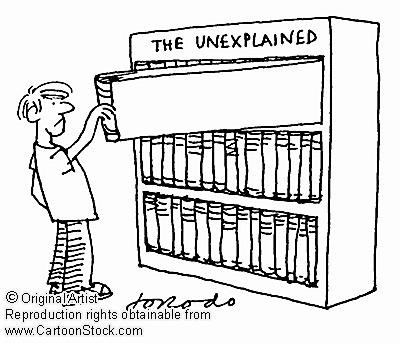 THE UNEXPLAINED
© Original Artist
Reproduction rights obtainable from
www.CartoonStock.com